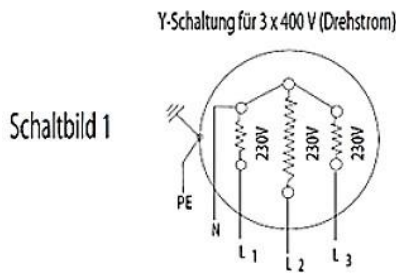 Y-Schaltung für 3 x 400 V (Drehstrom)
Schaltbild 1
230V
230V
230V
PE
N
L 1
L 2
L 3